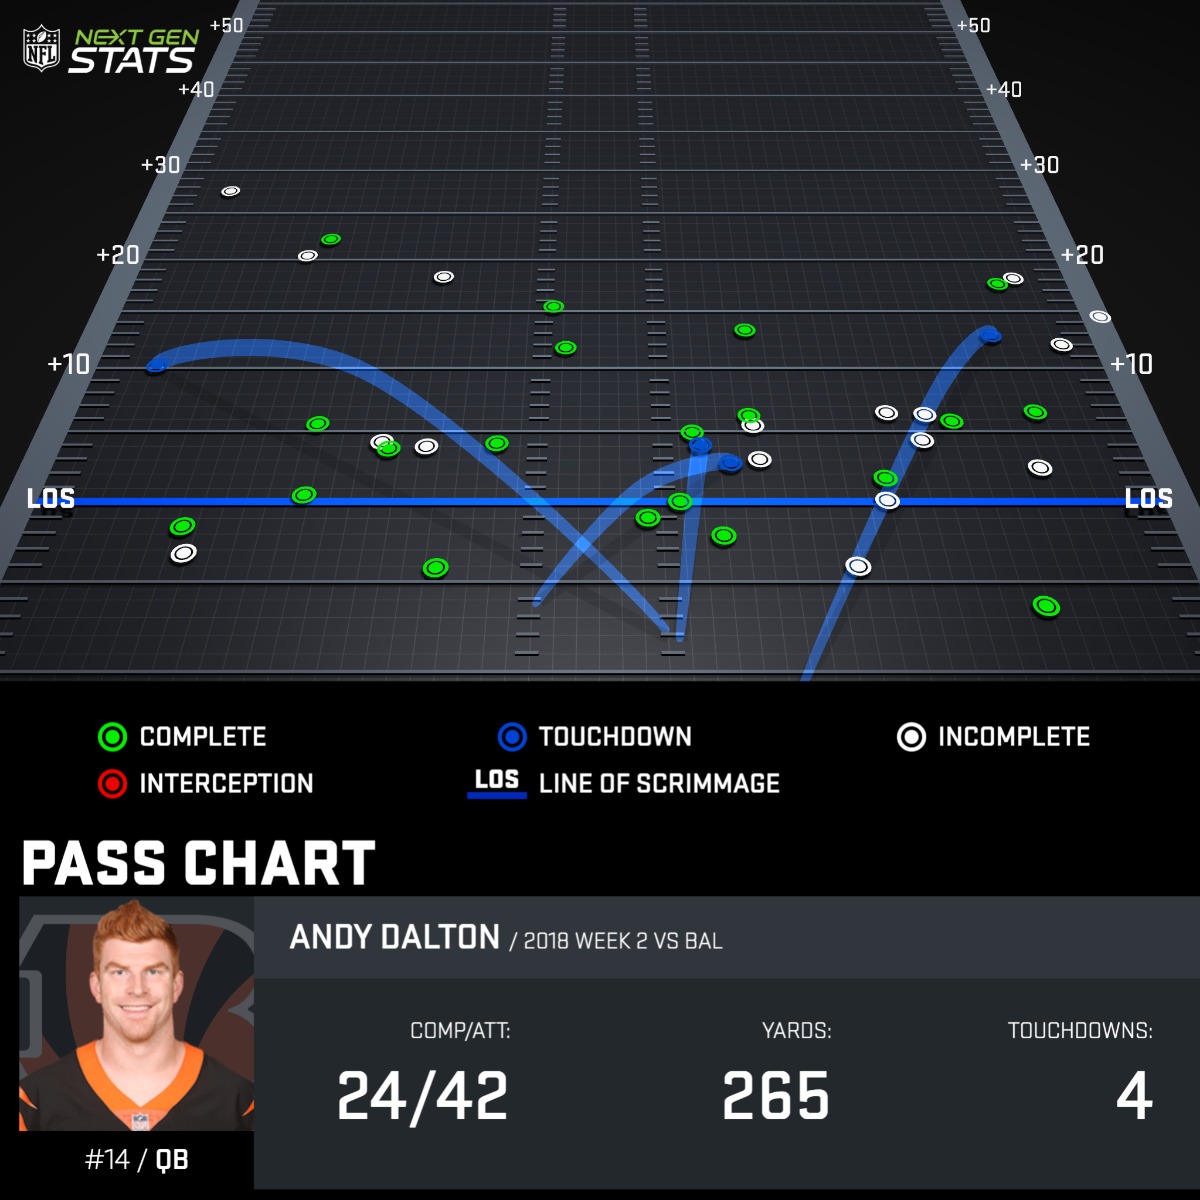 +50 +50
NFL NEXT GEN
STATS
+40 +40
+30 +30
+20 +20
+10 +10
LOS LOS
COMPLETE TOUCHDOWN INCOMPLETE
INTERCEPTION LOS LINE OF SCRIMMAGE
PASS CHART
ANDY DALTON / 2018 WEEK 2 VS BAL
COMP/ATT: YARDS: TOUCHDOWNS:
24/42 265 4
#14 / QB